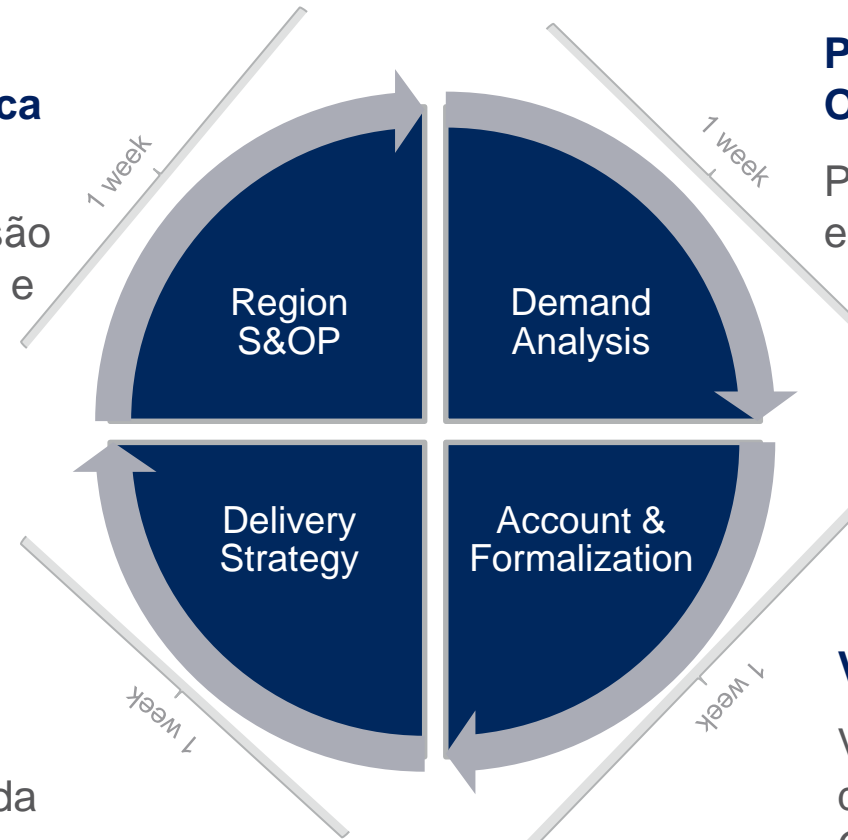 ca
são
e
1 week
Region
S&OP
1 week
P
C
P
e
Demand
Analysis
Delivery
Strategy
1 week
da
Account &
Formalization
1 week
V
V